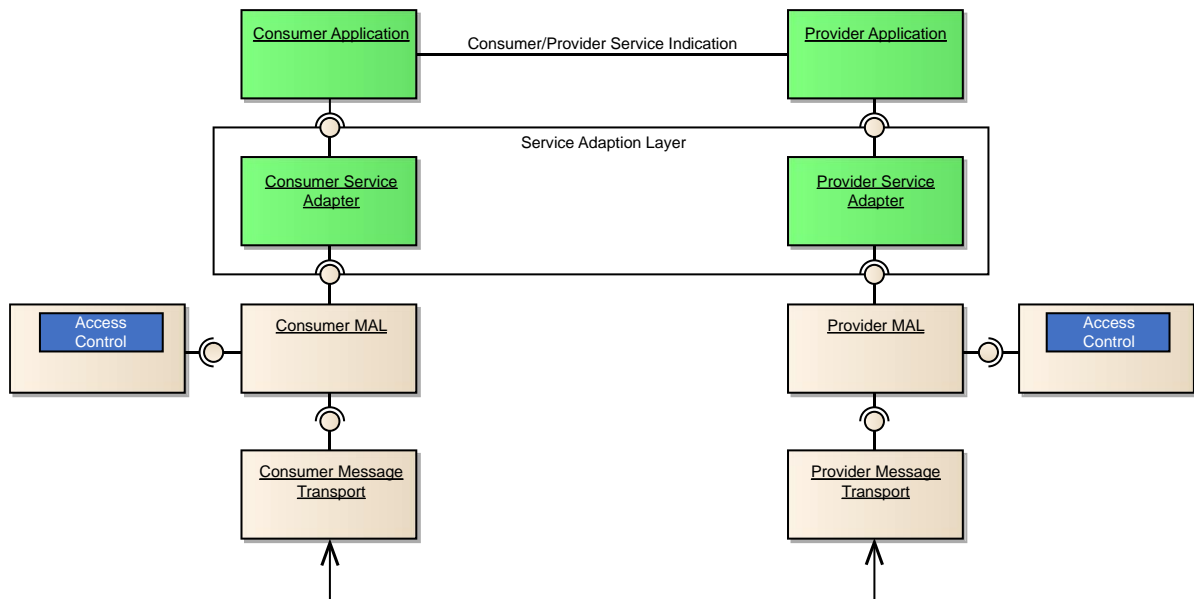 Consumer Application
Consumer/Provider Service Indication
Provider Application
Service Adaption Layer
Consumer Service
Adapter
Provider Service
Adapter
Access
Control
Consumer MAL
Provider MAL
Access
Control
Consumer Message
Transport
Provider Message
Transport